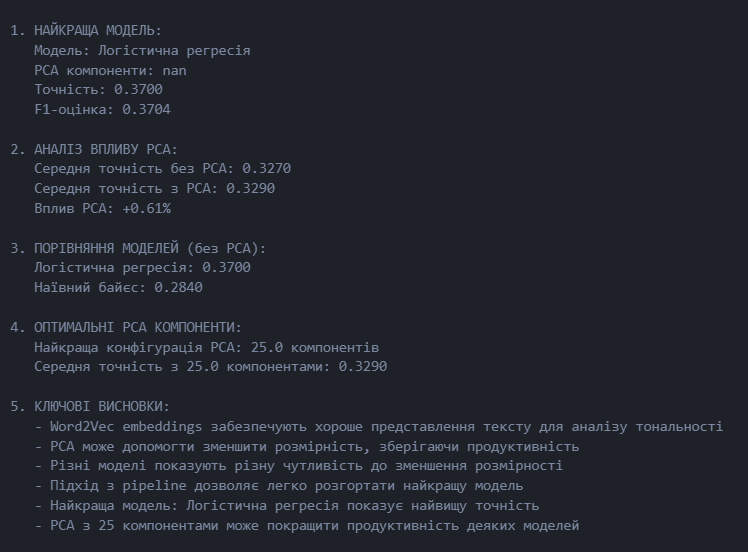 1. НАЙКРАЩА МОДЕЛЬ:
Модель: Логістична регресія
PCA компоненти: nan
Точність: 0.3700
F1-оцінка: 0.3704
2. АНАЛІЗ ВПЛИВУ PCA:
Середня точність без PCA: 0.3270
Середня точність з PCA: 0.3290
Вплив PCA: +0.61%
3. ПОРІВНЯННЯ МОДЕЛЕЙ (без PCA):
Логістична регресія: 0.3700
Наївний байєс: 0.2840
4. ОПТИМАЛЬНІ PCA КОМПОНЕНТИ:
Найкраща конфігурація PCA: 25.0 компонентів
Середня точність з 25.0 компонентами: 0.3290
5. КЛЮЧОВІ ВИСНОВКИ:
- Word2Vec embeddings забезпечують хороше представлення тексту для аналізу тональності
- PCA може допомогти зменшити розмірність, зберігаючи продуктивність
- Різні моделі показують різну чутливість до зменшення розмірності
- Підхід з pipeline дозволяє легко розгортати найкращу модель
- Найкраща модель: Логістична регресія показує найвищу точність
- PCA з 25 компонентами може покращити продуктивність деяких моделей